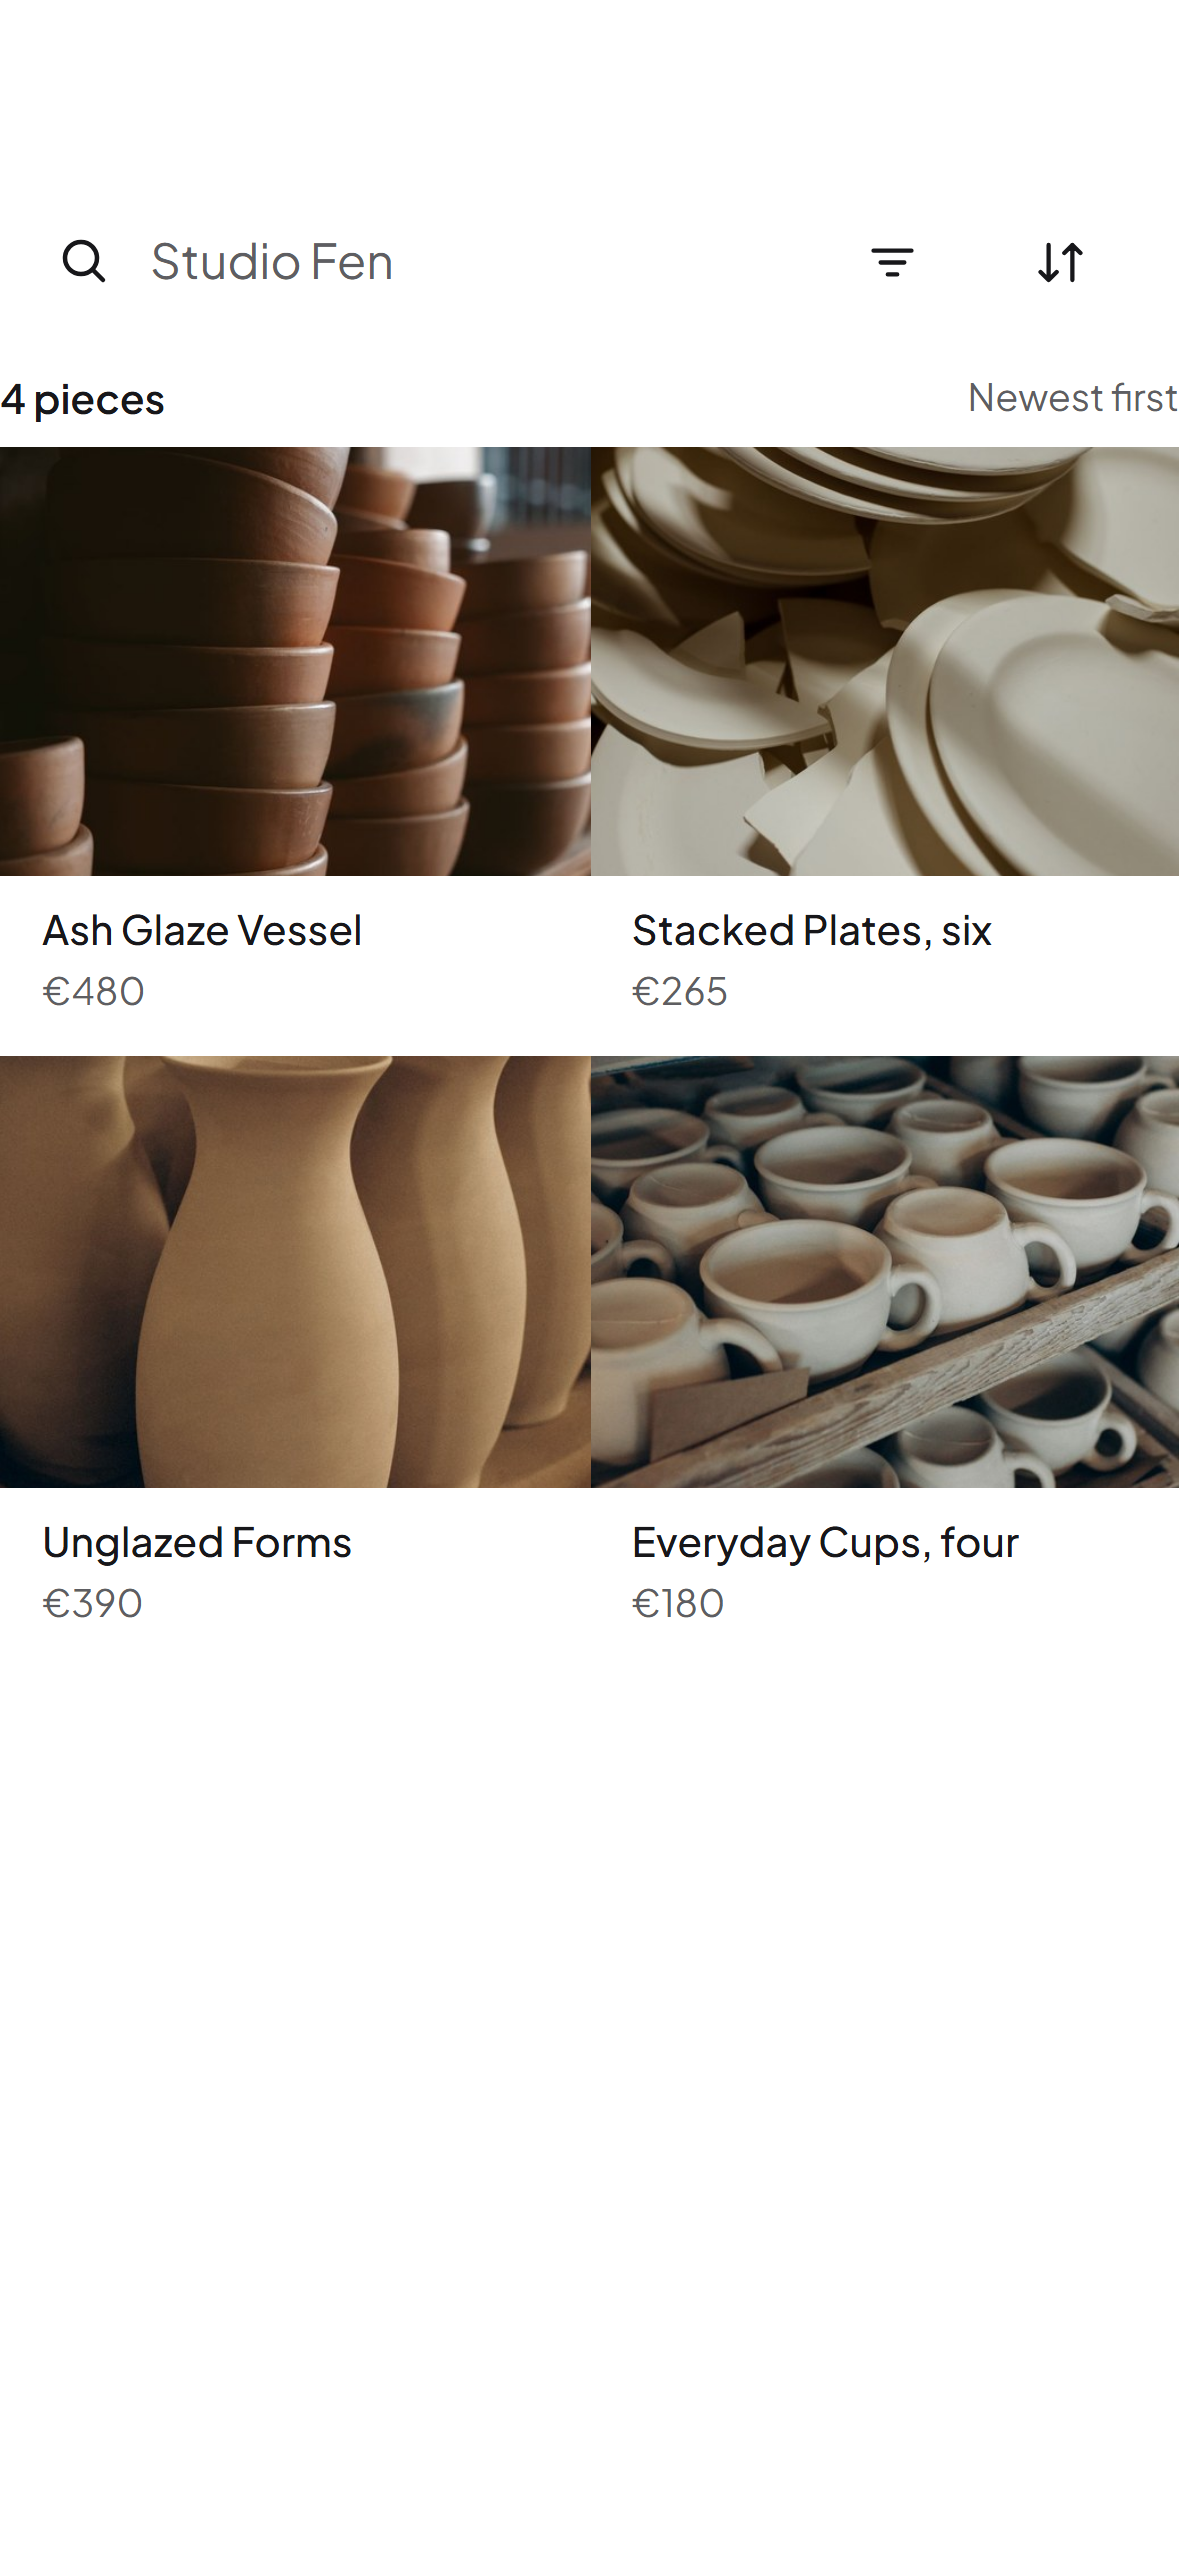 Studio Fen
4 pieces
Newest first
Ash Glaze Vessel
€480
Stacked Plates, six
€265
Unglazed Forms
€390
Everyday Cups, four
€180